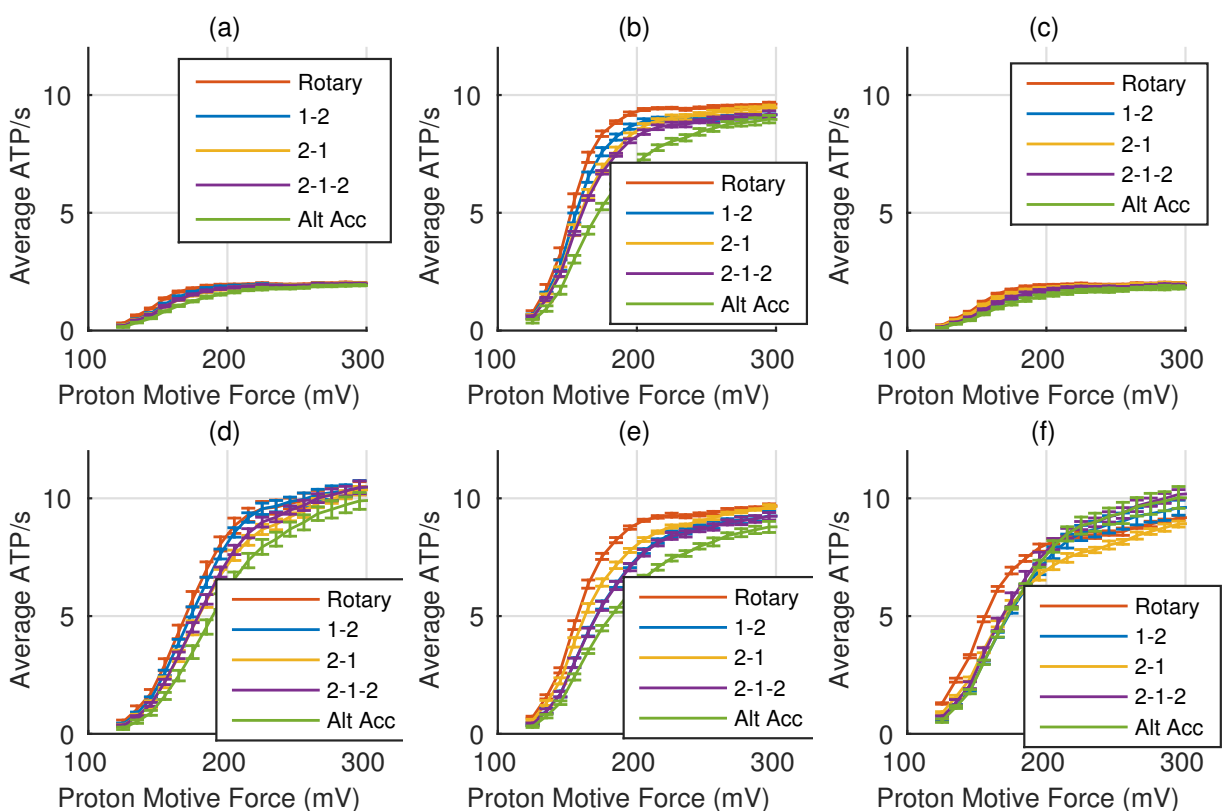 (a)
Average ATP/s
10
5
0
Rotary
1-2
2-1
2-1-2
Alt Acc
100
200
300
Proton Motive Force (mV)
(b)
Average ATP/s
10
5
0
Rotary
1-2
2-1
2-1-2
Alt Acc
100
200
300
Proton Motive Force (mV)
(c)
Average ATP/s
10
5
0
Rotary
1-2
2-1
2-1-2
Alt Acc
100
200
300
Proton Motive Force (mV)
(d)
Average ATP/s
10
5
0
Rotary
1-2
2-1
2-1-2
Alt Acc
100
200
300
Proton Motive Force (mV)
(e)
Average ATP/s
10
5
0
Rotary
1-2
2-1
2-1-2
Alt Acc
100
200
300
Proton Motive Force (mV)
(f)
Average ATP/s
10
5
0
Rotary
1-2
2-1
2-1-2
Alt Acc
100
200
300
Proton Motive Force (mV)